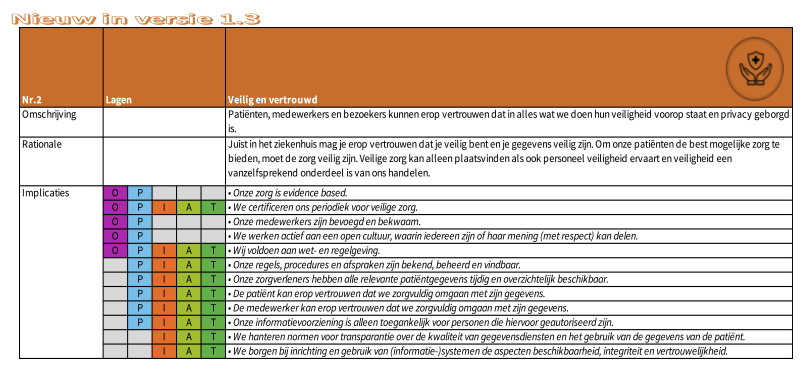 Nieuw in versie 1.3
Nr.2 Lagen Veilig en vertrouwd
Omschrijving Patiënten, medewerkers en bezoekers kunnen erop vertrouwen dat in alles wat we doen hun veiligheid voorop staat en privacy geborgd
is.
Rationale Juist in het ziekenhuis mag je erop vertrouwen dat je veilig bent en je gegevens veilig zijn. Om onze patiënten de best mogelijke zorg te
bieden, moet de zorg veilig zijn. Veilige zorg kan alleen plaatsvinden als ook personeel veiligheid ervaart en veiligheid een
vanzelfsprekend onderdeel is van ons handelen.
Implicaties O P • Onze zorg is evidence based.
O P I A T • We certificeren ons periodiek voor veilige zorg.
O P • Onze medewerkers zijn bevoegd en bekwaam.
O P • We werken actief aan een open cultuur, waarin iedereen zijn of haar mening (met respect) kan delen.
O P I A T • Wij voldoen aan wet- en regelgeving.
P I A T • Onze regels, procedures en afspraken zijn bekend, beheerd en vindbaar.
P I A T • Onze zorgverleners hebben alle relevante patiëntgegevens tijdig en overzichtelijk beschikbaar.
P I A T • De patiënt kan erop vertrouwen dat we zorgvuldig omgaan met zijn gegevens.
P I A T • De medewerker kan erop vertrouwen dat we zorgvuldig omgaan met zijn gegevens.
P I A T • Onze informatievoorziening is alleen toegankelijk voor personen die hiervoor geautoriseerd zijn.
I A T • We hanteren normen voor transparantie over de kwaliteit van gegevensdiensten en het gebruik van de gegevens van de patiënt.
I A T • We borgen bij inrichting en gebruik van (informatie-)systemen de aspecten beschikbaarheid, integriteit en vertrouwelijkheid.